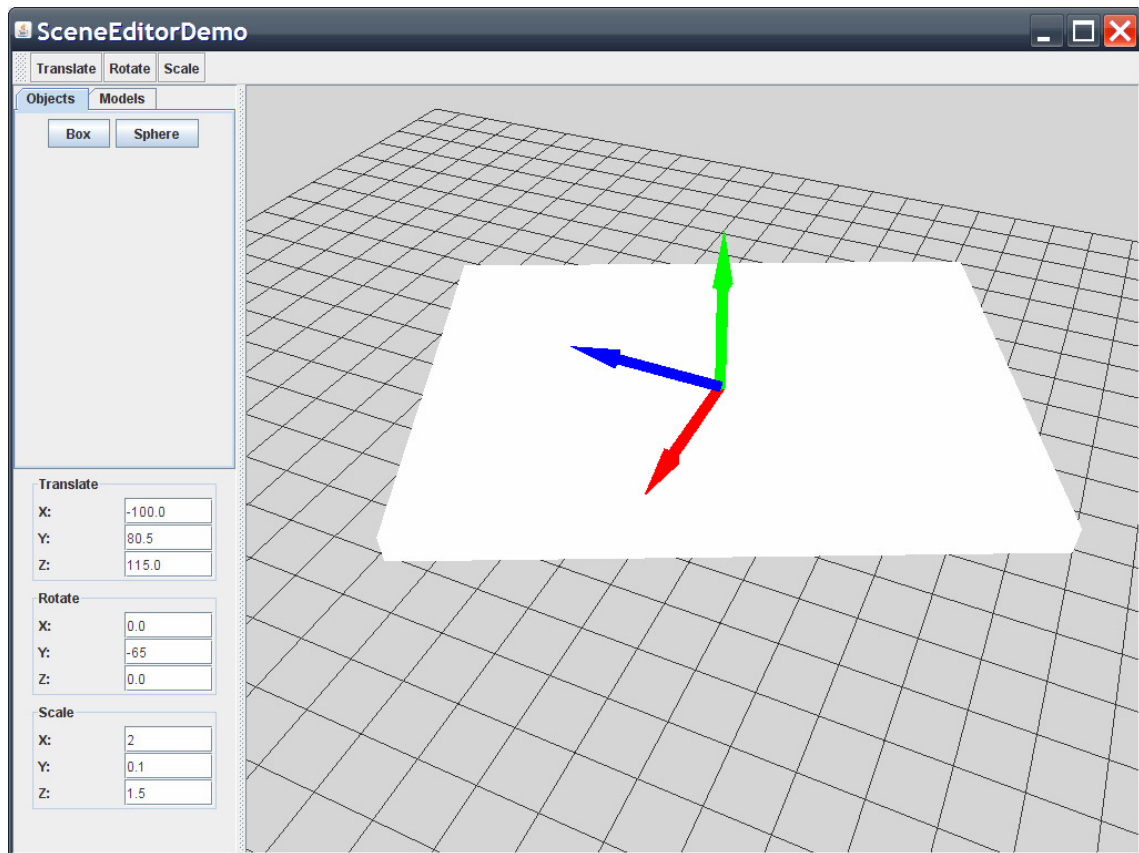 SceneEditorDemo
Translate Rotate Scale
Objects Models
Box Sphere
Translate
X: -100.0
Y: 80.5
Z: 115.0
Rotate
X: 0.0
Y: -65
Z: 0.0
Scale
X: 2
Y: 0.1
Z: 1.5